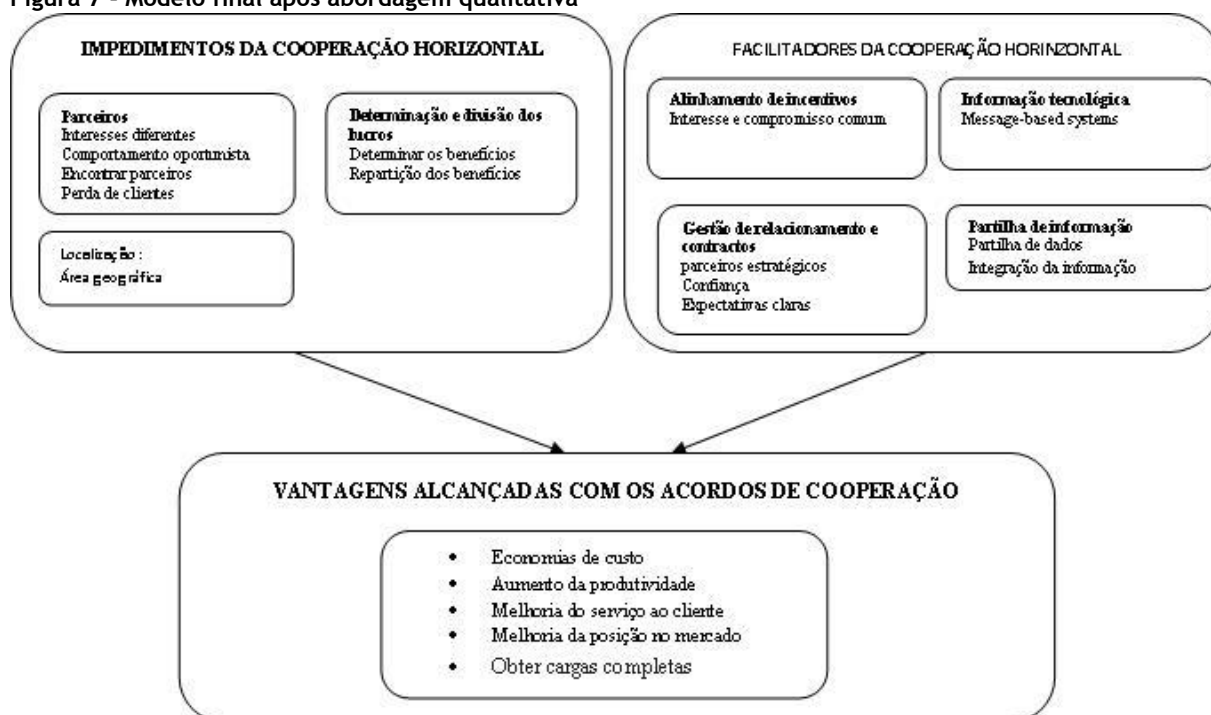 Figura 7 - Modelo final após abordagem qualitativa
IMPEDIMENTOS DA COOPERAÇÃO HORIZONTAL
Parceiros
Interesses diferentes
Comportamento oportunista
Encontrar parceiros
Perda de clientes
Determinação e divisão dos
lucros
Determinar os benefícios
Repartição dos benefícios
Localização :
Área geográfica
FACILITADORES DA COOPERAÇÃO HORINZONTAL
Alinhamento de incentivos
Interesse e compromisso comum
Informação tecnológica
Message-based systems
Gestão de relacionamento e
contractos
parceiros estratégicos
Confiança
Expectativas claras
Partilha de informação
Partilha de dados
Integração da informação
VANTAGENS ALCANÇADAS COM OS ACORDOS DE COOPERAÇÃO
• Economias de custo
• Aumento da produtividade
• Melhoria do serviço ao cliente
• Melhoria da posição no mercado
• Obter cargas completas